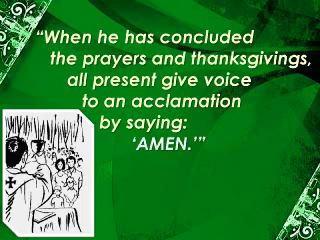 “When he has concluded
the prayers and thanksgivings,
all present give voice
to an acclamation
by saying:
‘AMEN.’”